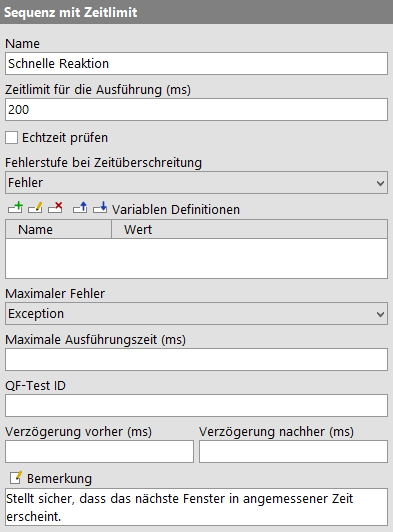 Sequenz mit Zeitlimit
Name
Schnelle Reaktion
Zeitlimit für die Ausführung (ms)
200
Echtzeit prüfen
Fehlerstufe bei Zeitüberschreitung
Fehler
Variablen Definitionen
Name Wert
Maximaler Fehler
Exception
Maximale Ausführungszeit (ms)
QF-Test ID
Verzögerung vorher (ms) Verzögerung nachher (ms)
Bemerkung
Stellt sicher, dass das nächste Fenster in angemessener Zeit
erscheint.